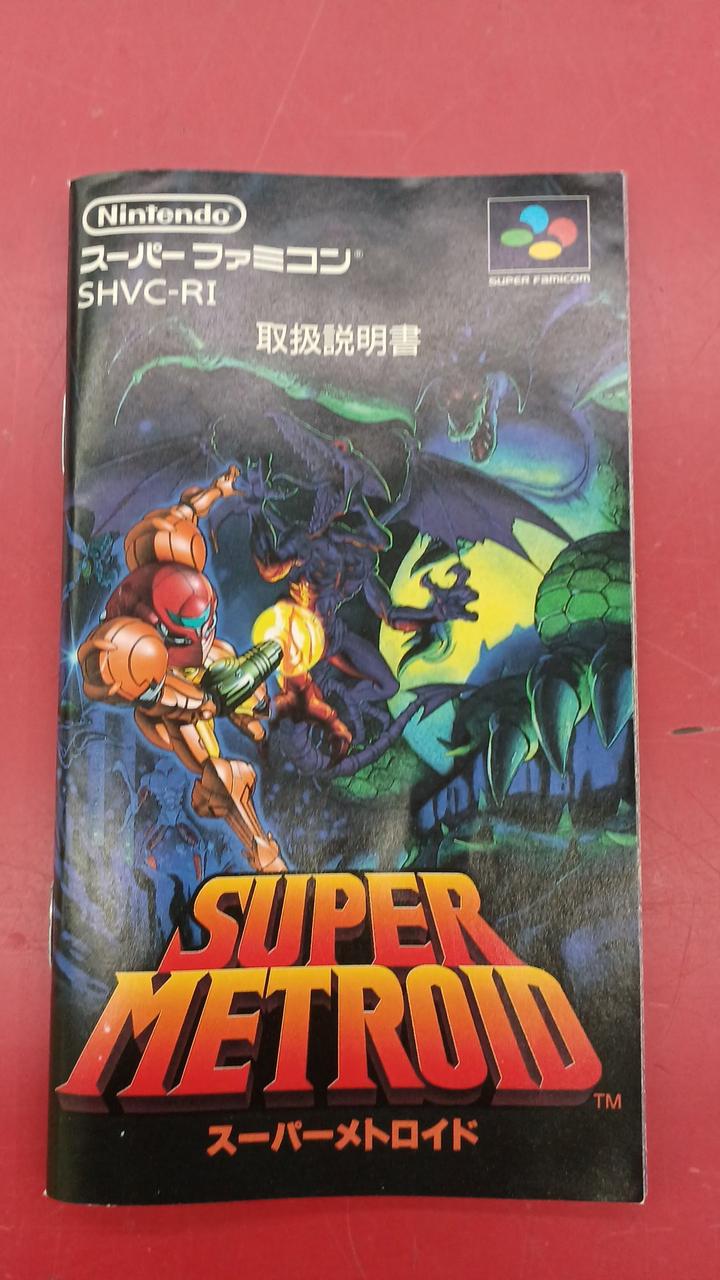 Nintendo
スーパーファミコン®
SHVC-RI
SUPER FAMICOM
取扱説明書
SUPER
METROID
TM
スーパーメトロイド